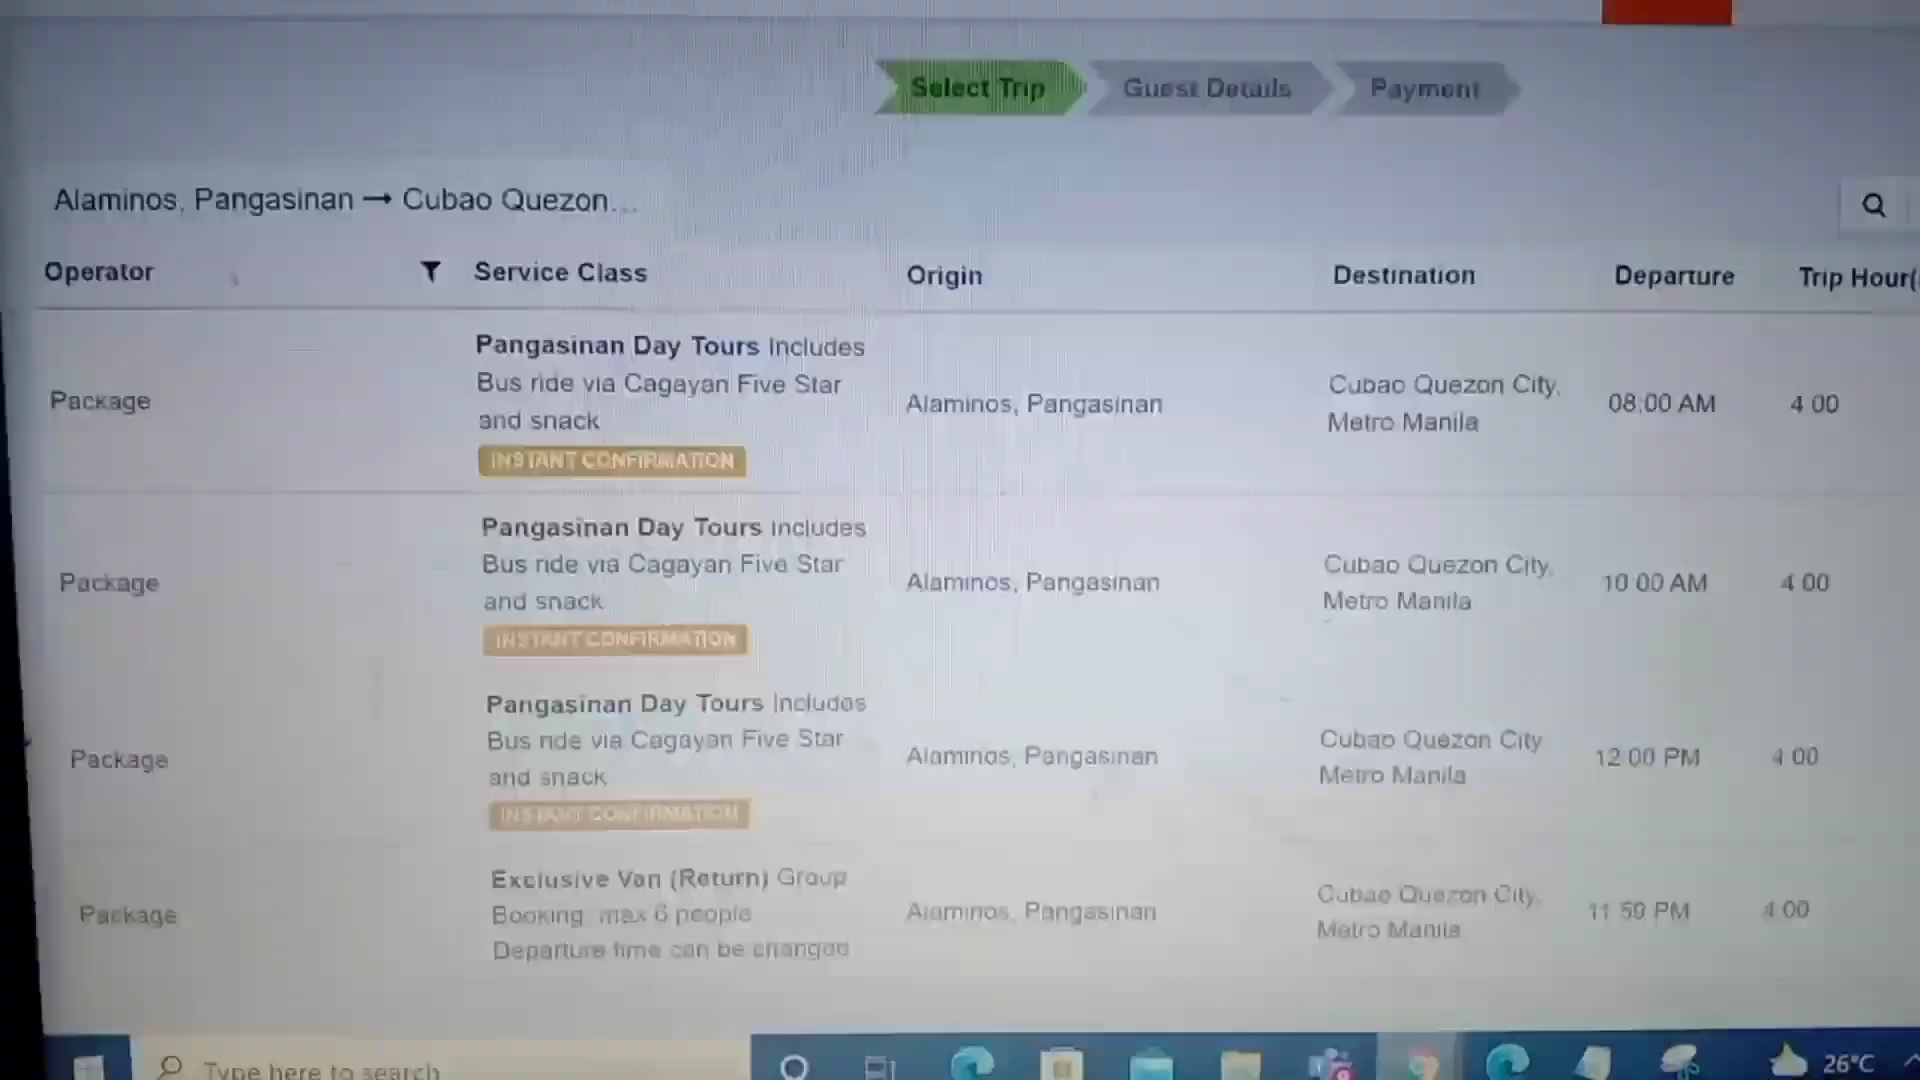 Select Trip
Guest Details
Payment
Alaminos, Pangasinan → Cubao Quezon...
Operator Service Class Origin Destination Departure Trip Hour(
Pangasinan Day Tours Includes
Bus ride via Cagayan Five Star
and snack
INSTANT CONFIRMATION
Package
Alaminos, Pangasinan
Cubao Quezon City,
Metro Manila
08:00 AM
4:00
Pangasinan Day Tours Includes
Bus ride via Cagayan Five Star
and snack
INSTANT CONFIRMATION
Package
Alaminos, Pangasinan
Cubao Quezon City,
Metro Manila
10:00 AM
4:00
Pangasinan Day Tours Includes
Bus ride via Cagayan Five Star
and snack
INSTANT CONFIRMATION
Package
Alaminos, Pangasinan
Cubao Quezon City
Metro Manila
12:00 PM
4:00
Exclusive Van (Return) Group
Booking, max 6 people
Departure time can be changed
Package
Alaminos, Pangasinan
Cubao Quezon City,
Metro Manila
11:59 PM
4:00
Type here to search
26°C